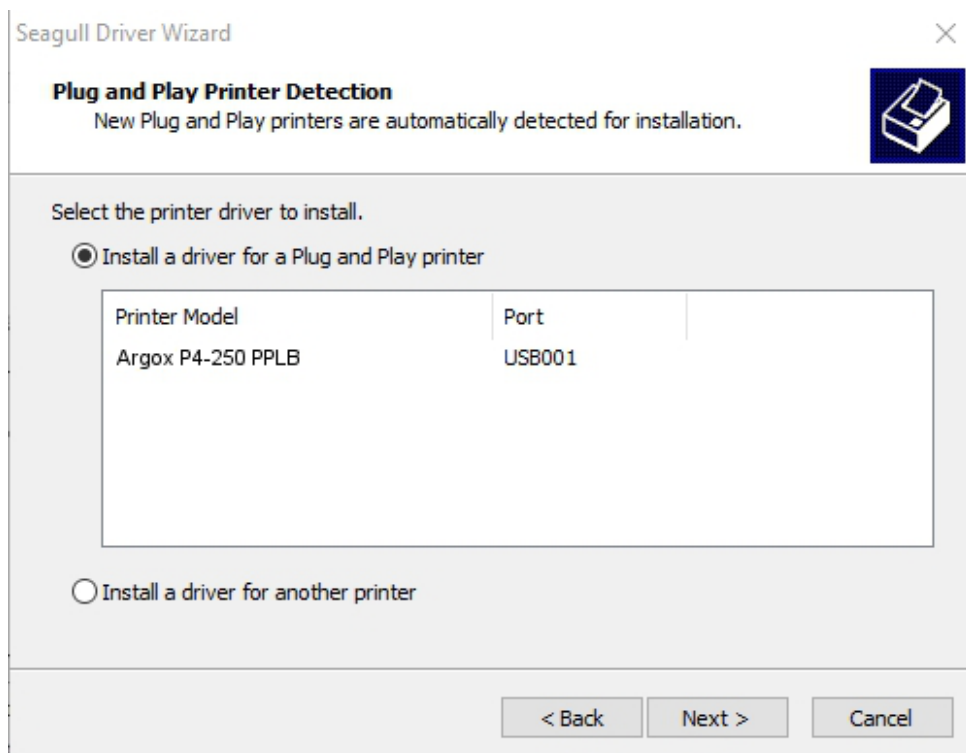 Seagull Driver Wizard
Plug and Play Printer Detection
New Plug and Play printers are automatically detected for installation.
Select the printer driver to install.
Install a driver for a Plug and Play printer
Printer Model Port
Argox P4-250 PPLB USB001
Install a driver for another printer
< Back Next > Cancel